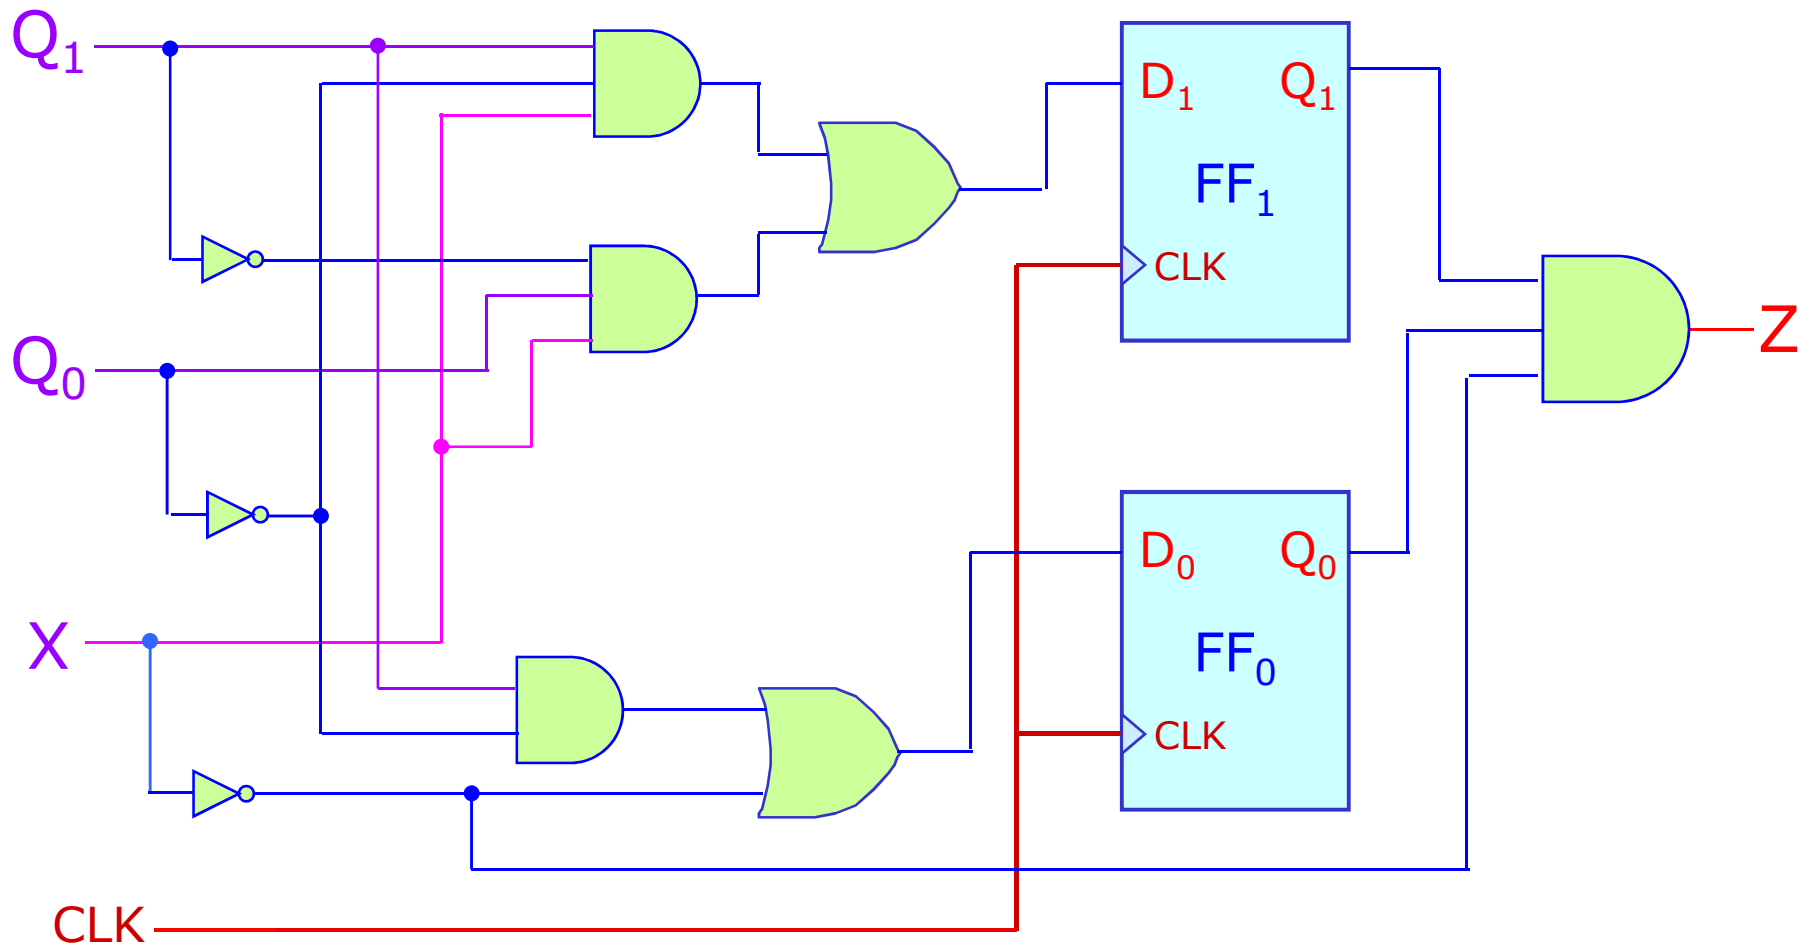 Q₁
D₁ Q₁
FF₁
CLK
Z
Q₀
D₀ Q₀
X
FF₀
CLK
CLK